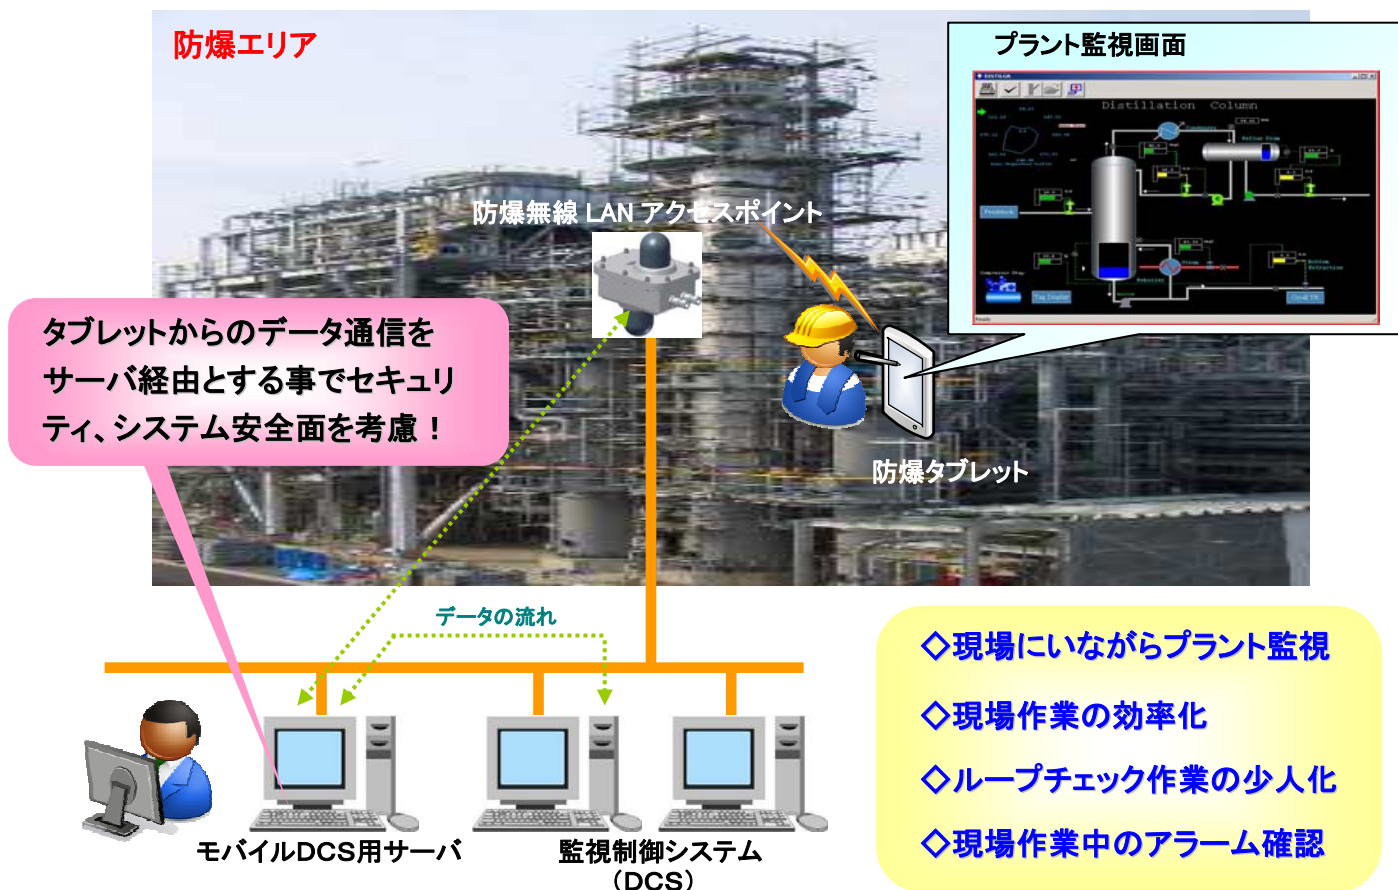 防爆エリア
プラント監視画面
Distillation Column
防爆無線 LAN アクセスポイント
タブレットからのデータ通信を
サーバ経由とする事でセキュリ
ティ、システム安全面を考慮！
防爆タブレット
データの流れ
◇現場にいながらプラント監視
◇現場作業の効率化
◇ループチェック作業の少人化
◇現場作業中のアラーム確認
モバイルDCS用サーバ
監視制御システム
（DCS）